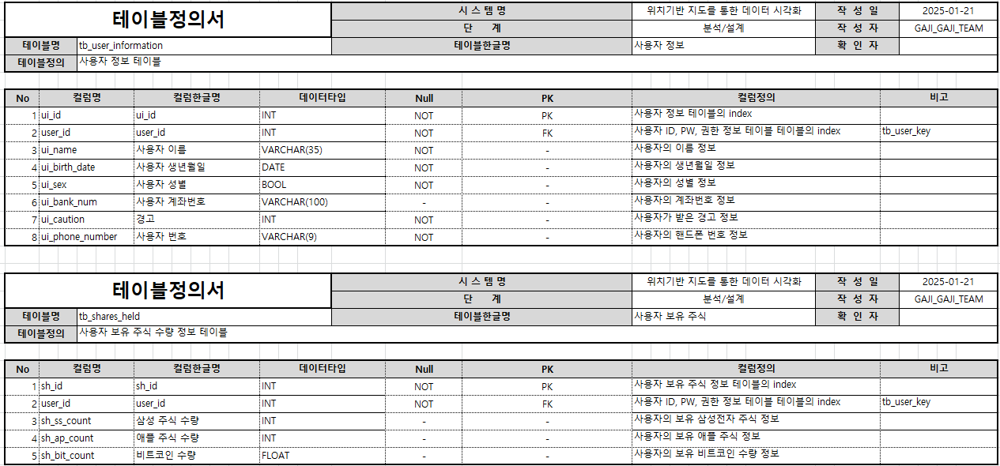 테이블정의서 시 스 템 명 위치기반 지도를 통한 데이터 시각화 작 성 일 2025-01-21
단 계 분석/설계 작 성 자 GAJI_GAJI_TEAM
테이블명 tb_user_information 테이블한글명 사용자 정보 확 인 자
테이블정의 사용자 정보 테이블
No 컬럼명 컬럼한글명 데이터타입 Null PK 컬럼정의 비고
1 ui_id ui_id INT NOT PK 사용자 정보 테이블의 index
2 user_id user_id INT NOT FK 사용자 ID, PW, 권한 정보 테이블 테이블의 index tb_user_key
3 ui_name 사용자 이름 VARCHAR(35) NOT - 사용자의 이름 정보
4 ui_birth_date 사용자 생년월일 DATE NOT - 사용자의 생년월일 정보
5 ui_sex 사용자 성별 BOOL NOT - 사용자의 성별 정보
6 ui_bank_num 사용자 계좌번호 VARCHAR(100) - - 사용자의 계좌번호 정보
7 ui_caution 경고 INT NOT - 사용자가 받은 경고 정보
8 ui_phone_number 사용자 번호 VARCHAR(9) NOT - 사용자의 핸드폰 번호 정보
테이블정의서 시 스 템 명 위치기반 지도를 통한 데이터 시각화 작 성 일 2025-01-21
단 계 분석/설계 작 성 자 GAJI_GAJI_TEAM
테이블명 tb_shares_held 테이블한글명 사용자 보유 주식 확 인 자
테이블정의 사용자 보유 주식 수량 정보 테이블
No 컬럼명 컬럼한글명 데이터타입 Null PK 컬럼정의 비고
1 sh_id sh_id INT NOT PK 사용자 보유 주식 정보 테이블의 index
2 user_id user_id INT NOT FK 사용자 ID, PW, 권한 정보 테이블 테이블의 index tb_user_key
3 sh_ss_count 삼성 주식 수량 INT - - 사용자의 보유 삼성전자 주식 정보
4 sh_ap_count 애플 주식 수량 INT - - 사용자의 보유 애플 주식 정보
5 sh_bit_count 비트코인 수량 FLOAT - - 사용자의 보유 비트코인 수량 정보